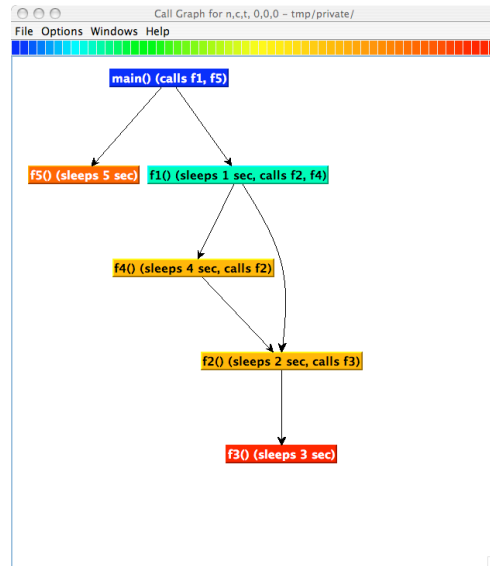 Call Graph for n,c,t, 0,0,0 – tmp/private/
File Options Windows Help
main() (calls f1, f5)
f5() (sleeps 5 sec)
f1() (sleeps 1 sec, calls f2, f4)
f4() (sleeps 4 sec, calls f2)
f2() (sleeps 2 sec, calls f3)
f3() (sleeps 3 sec)